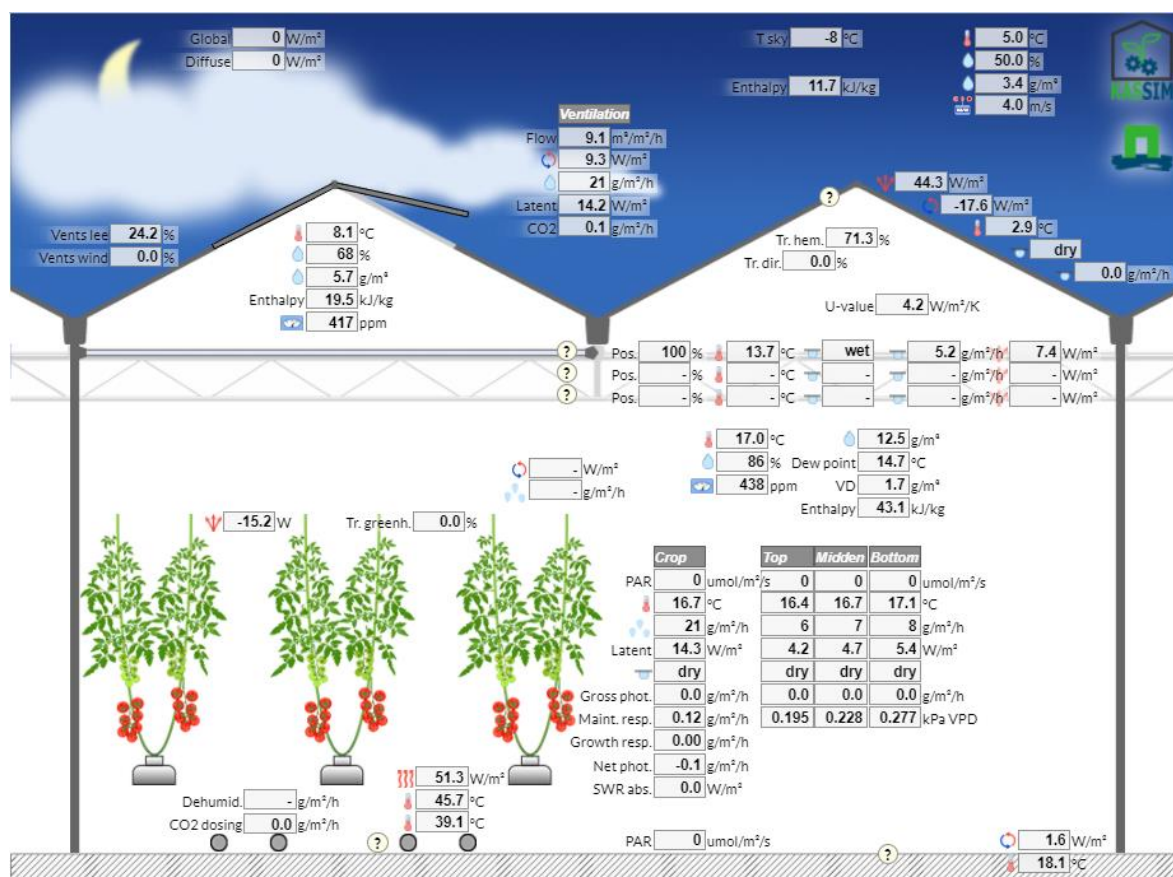 Global 0 W/m²
Diffuse 0 W/m²
T sky -8 °C
5.0 °C
50.0 %
Enthalpy 11.7 kJ/kg
3.4 g/m³
4.0 m/s
KASSIM
Ventilation
Flow 9.1 m³/m²/h
9.3 W/m²
21 g/m²/h
Latent 14.2 W/m²
CO2 0.1 g/m²/h
Vents lee 24.2 %
Vents wind 0.0 %
8.1 °C
68 %
5.7 g/m³
Enthalpy 19.5 kJ/kg
417 ppm
?
44.3 W/m²
-17.6 W/m²
2.9 °C
dry
0.0 g/m²/h
Tr. hem. 71.3 %
Tr. dir. 0.0 %
U-value 4.2 W/m²/K
? Pos. 100 % 13.7 °C wet 5.2 g/m²/h 7.4 W/m²
? Pos. - % - °C - - g/m²/h - W/m²
? Pos. - % - °C - - g/m²/h - W/m²
17.0 °C 12.5 g/m³
86 % Dew point 14.7 °C
438 ppm VD 1.7 g/m³
Enthalpy 43.1 kJ/kg
- W/m²
- g/m²/h
-15.2 W
Tr. greenh. 0.0 %
Crop Top Midden Bottom
PAR 0 umol/m²/s 0 0 0 umol/m²/s
16.7 °C 16.4 16.7 17.1 °C
21 g/m²/h 6 7 8 g/m²/h
Latent 14.3 W/m² 4.2 4.7 5.4 W/m²
dry dry dry dry
Gross phot. 0.0 g/m²/h 0.0 0.0 0.0 g/m²/h
Maint. resp. 0.12 g/m²/h 0.195 0.228 0.277 kPa VPD
Growth resp. 0.00 g/m²/h
Net phot. -0.1 g/m²/h
SWR abs. 0.0 W/m²
51.3 W/m²
45.7 °C
39.1 °C
Dehumid. - g/m²/h
CO2 dosing 0.0 g/m²/h
?
PAR 0 umol/m²/s
?
1.6 W/m²
18.1 °C